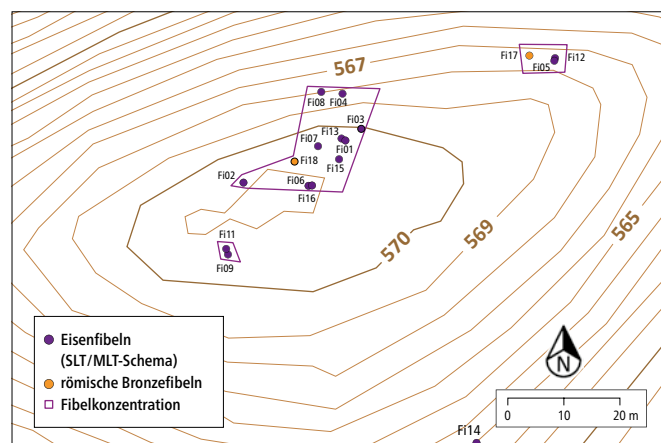 567
Fi17
Fi12
Fi05
Fi08
Fi04
Fi03
Fi13
Fi07
Fi01
Fi18
Fi15
Fi02
Fi06
Fi16
Fi11
Fi09
570
569
565
Eisenfibeln
(SLT/MLT-Schema)
römische Bronzefibeln
Fibelkonzentration
N
0 10 20 m
Fi14